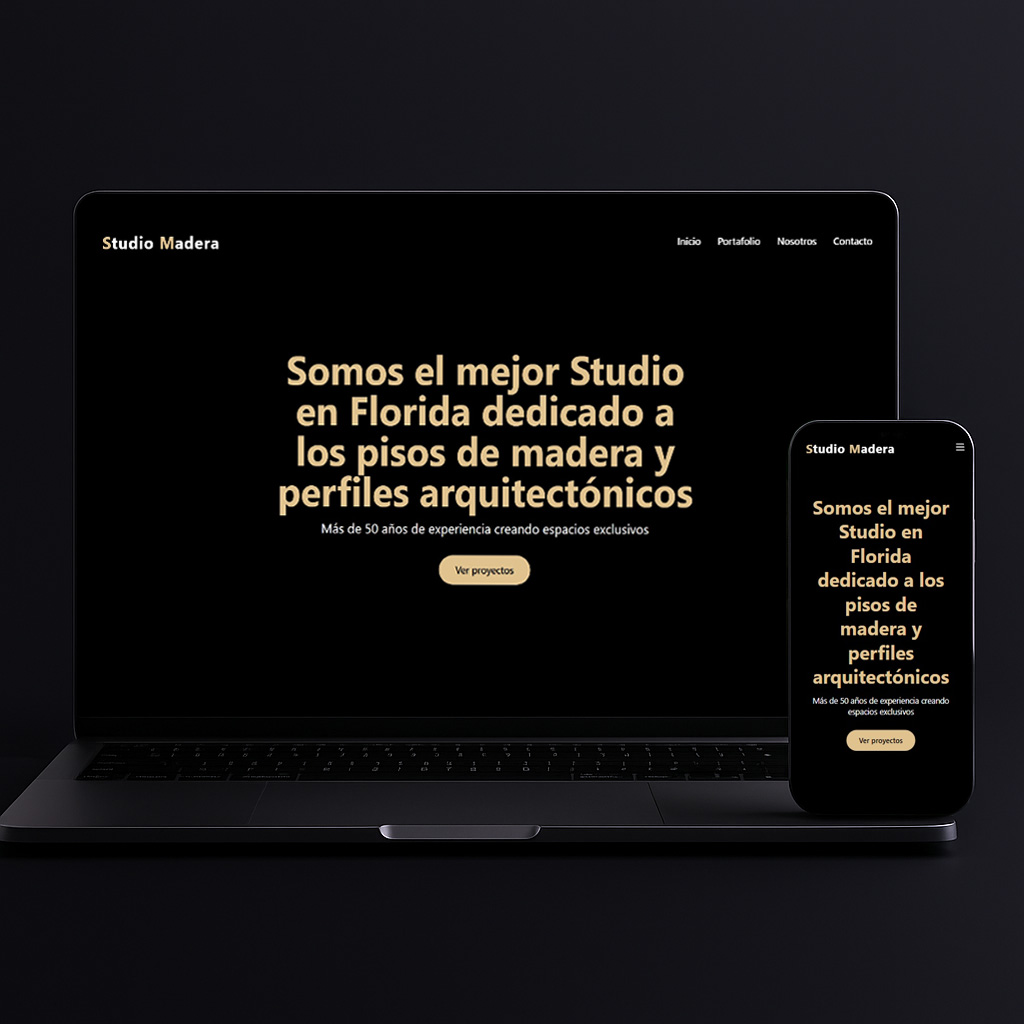 Studio Madera
Inicio Portafolio Nosotros Contacto
Somos el mejor Studio
en Florida dedicado a
los pisos de madera y
perfiles arquitectónicos
Más de 50 años de experiencia creando espacios exclusivos
Ver proyectos
Studio Madera
Somos el mejor
Studio en
Florida
dedicado a los
pisos de
madera y
perfiles
arquitectónicos
Más de 50 años de experiencia creando
espacios exclusivos
Ver proyectos